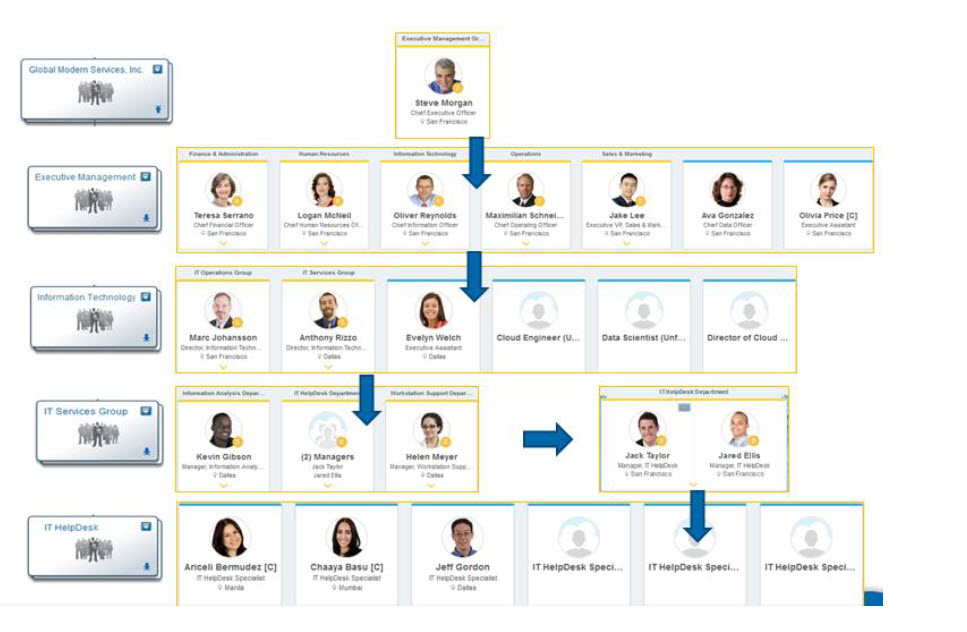 Executive Management Gr...
Global Modern Services, Inc.
Steve Morgan
Chief Executive Officer
San Francisco
Finance & Administration
Human Resources
Information Technology
Operations
Sales & Marketing
Executive Management
Teresa Serrano
Chief Financial Officer
San Francisco
Logan McNeil
Chief Human Resources Of...
San Francisco
Oliver Reynolds
Chief Information Officer
San Francisco
Maximilian Schnei...
Chief Operating Officer
San Francisco
Jake Lee
Executive VP, Sales & Mark...
San Francisco
Ava Gonzalez
Chief Data Officer
San Francisco
Olivia Price [C]
Executive Assistant
San Francisco
IT Operations Group
IT Services Group
Information Technology
Marc Johansson
Director, Information Techn...
San Francisco
Anthony Rizzo
Director, Information Techn...
Dallas
Evelyn Welch
Executive Assistant
Dallas
Cloud Engineer (U...
Data Scientist (Unf...
Director of Cloud ...
Information Analysis Depar...
IT HelpDesk Department
Workstation Support Depar...
IT HelpDesk Department
IT Services Group
Kevin Gibson
Manager, Information Analy...
Dallas
(2) Managers
Jack Taylor
Jared Ellis
Helen Meyer
Manager, Workstation Supp...
Dallas
Jack Taylor
Manager, IT HelpDesk
San Francisco
Jared Ellis
Manager, IT HelpDesk
San Francisco
IT HelpDesk
Ariceli Bermudez [C]
IT HelpDesk Specialist
Manila
Chaaya Basu [C]
IT HelpDesk Specialist
Mumbai
Jeff Gordon
IT HelpDesk Specialist
Dallas
IT HelpDesk Speci...
IT HelpDesk Speci...
IT HelpDesk Speci...